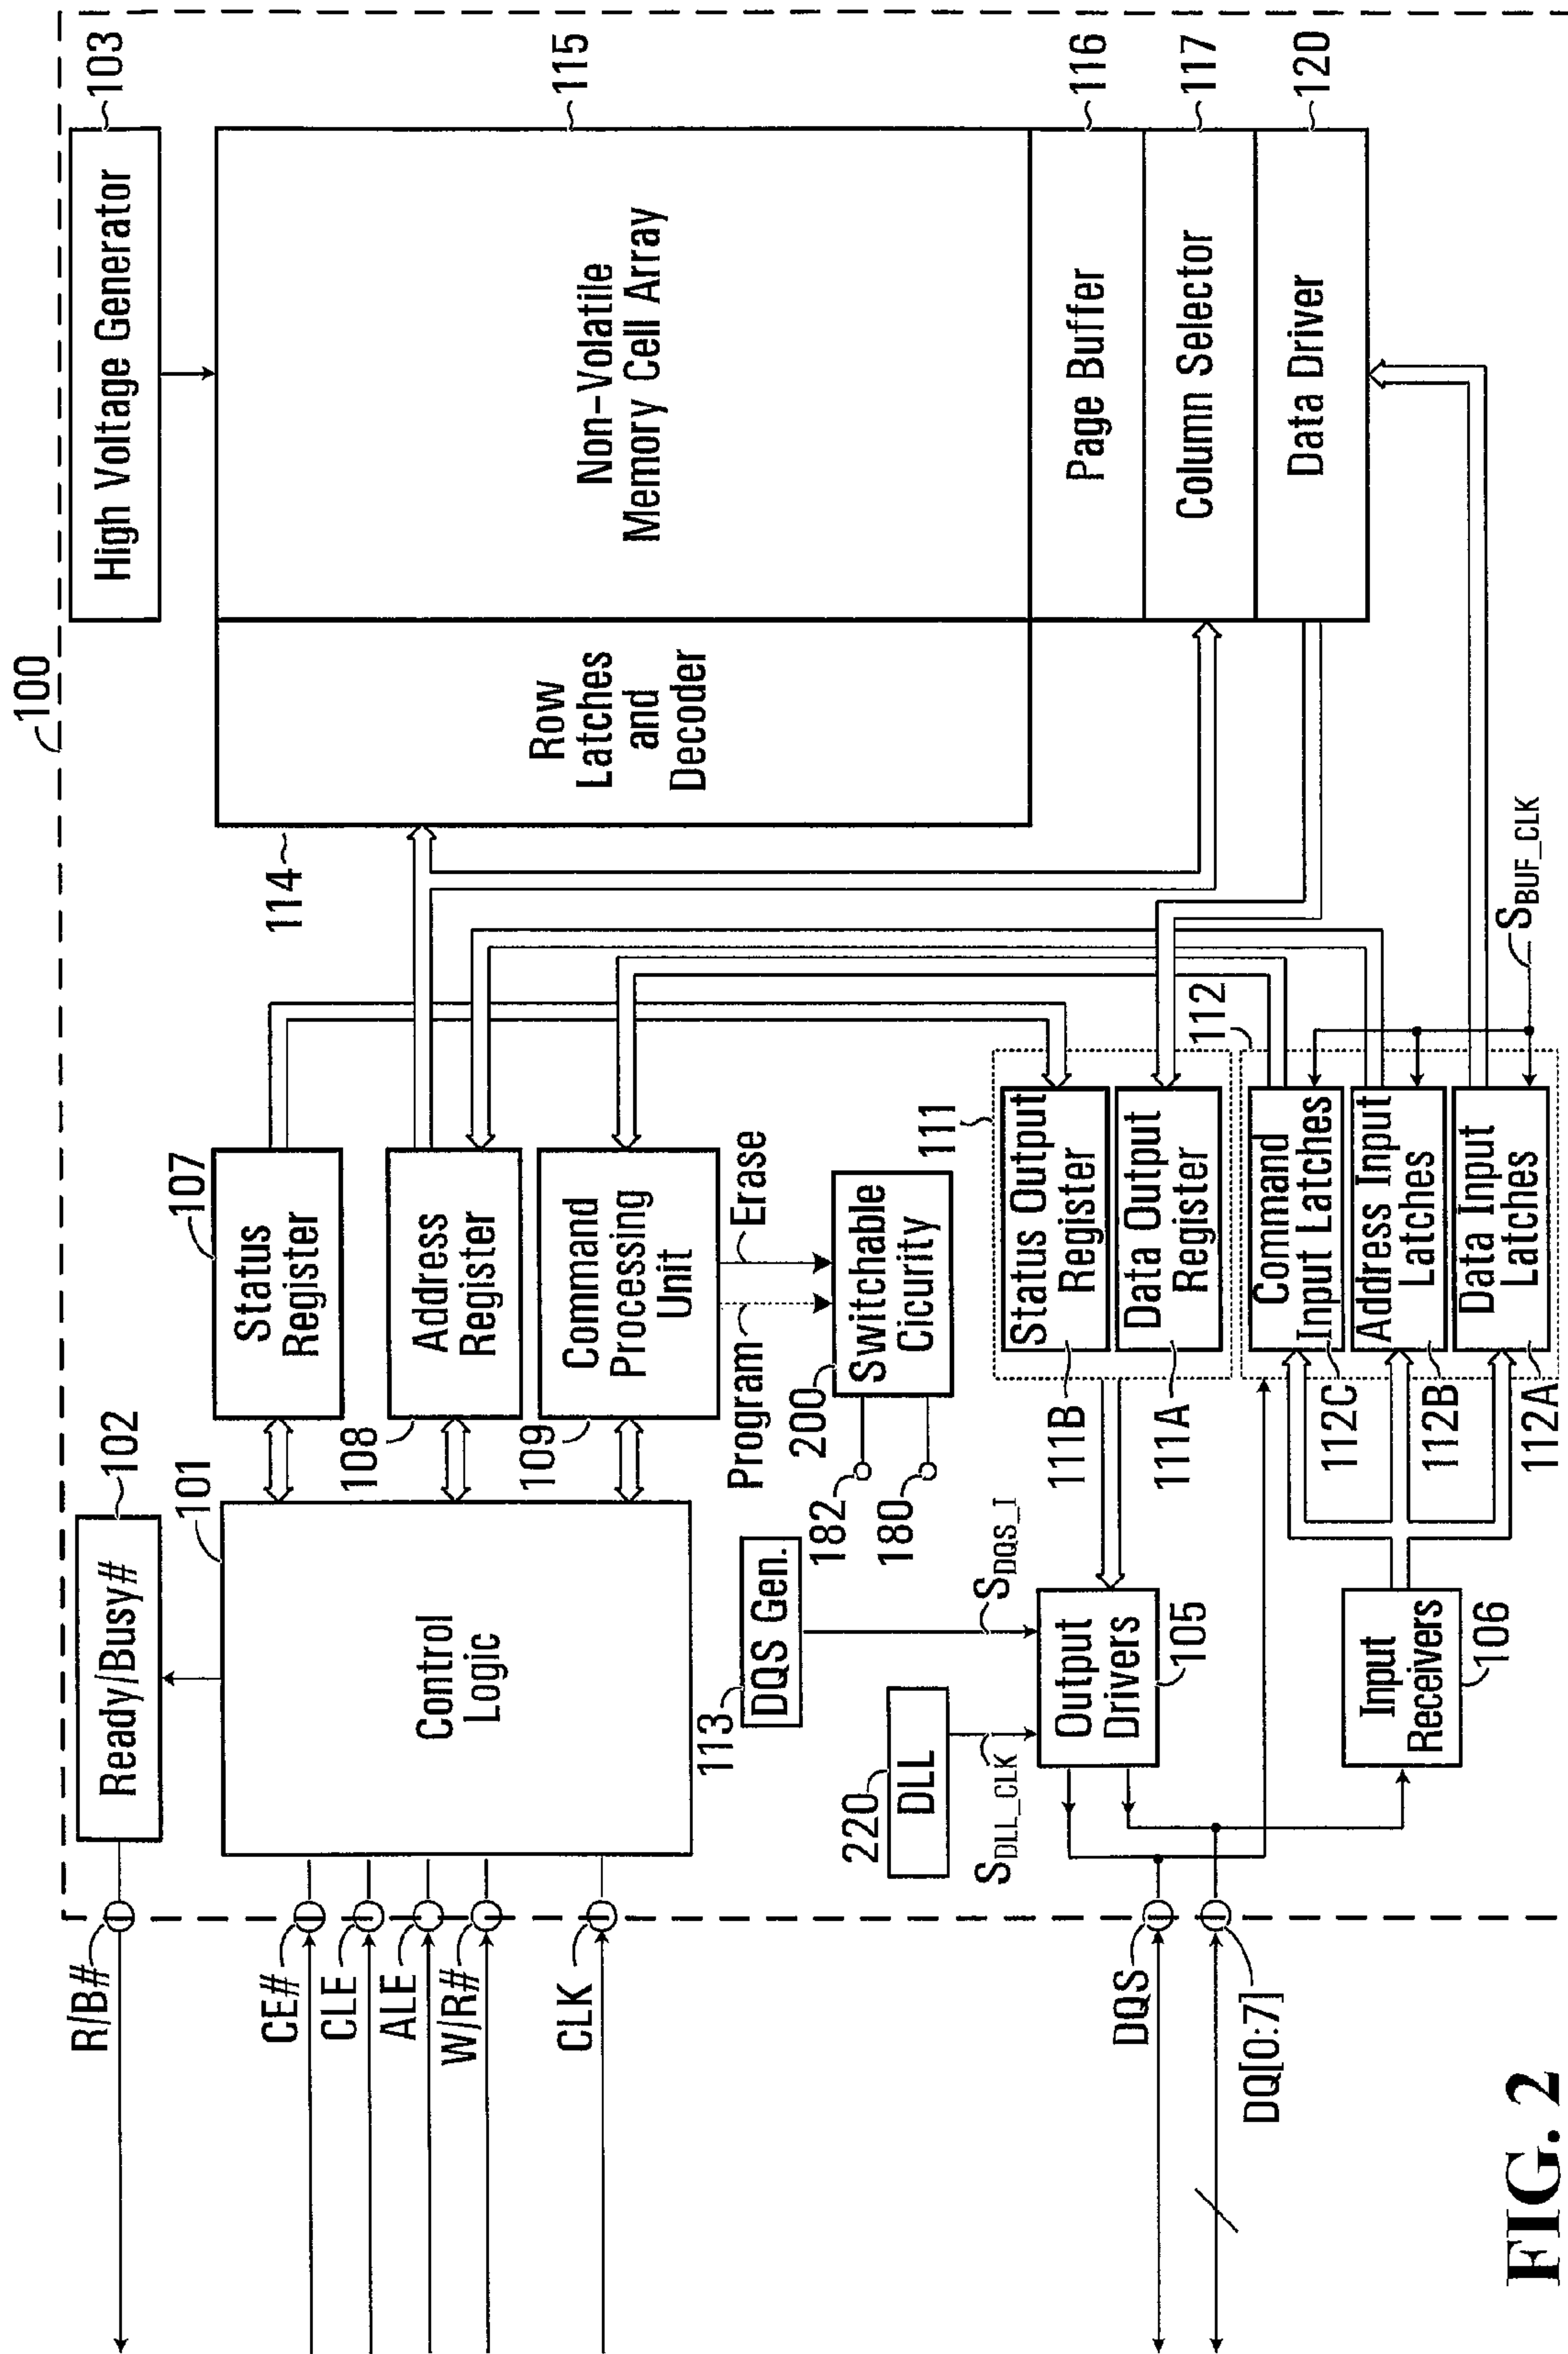 100
R/B#
Ready/Busy#
102
High Voltage Generator
103
CE#
CLE
ALE
W/R#
CLK
101
Control
Logic
107
Status
Register
108
Address
Register
109
Command
Processing
Unit
114
Row
Latches
and
Decoder
Non-Volatile
Memory Cell Array
115
Page Buffer
116
Column Selector
117
Data Driver
120
Program
Erase
200
Switchable
Cicurity
182
180
113
DQS Gen.
SDQS_I
220
DLL
SDLL_CLK
Output
Drivers
105
111
Status Output
Register
111B
Data Output
Register
111A
112
Command
Input Latches
112C
Address Input
Latches
112B
Data Input
Latches
112A
SBUF_CLK
Input
Receivers
106
DQS
DQ[0:7]
FIG. 2